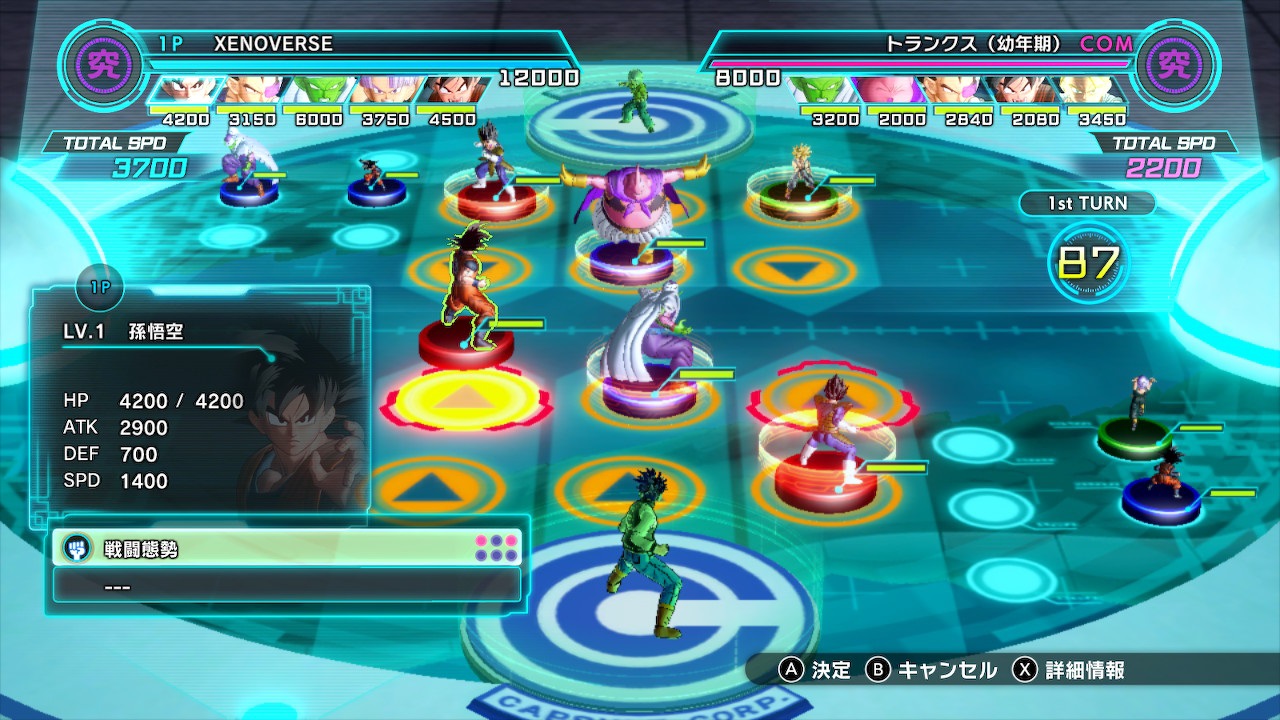 究 1P XENOVERSE 12000
8000 トランクス（幼年期） COM 究
4200 3150 6000 3750 4500
3200 2000 2840 2080 3450
TOTAL SPD
3700
TOTAL SPD
2200
1st TURN
87
1P
LV.1 孫悟空
HP 4200 / 4200
ATK 2900
DEF 700
SPD 1400
戦闘態勢
---
A 決定 B キャンセル X 詳細情報